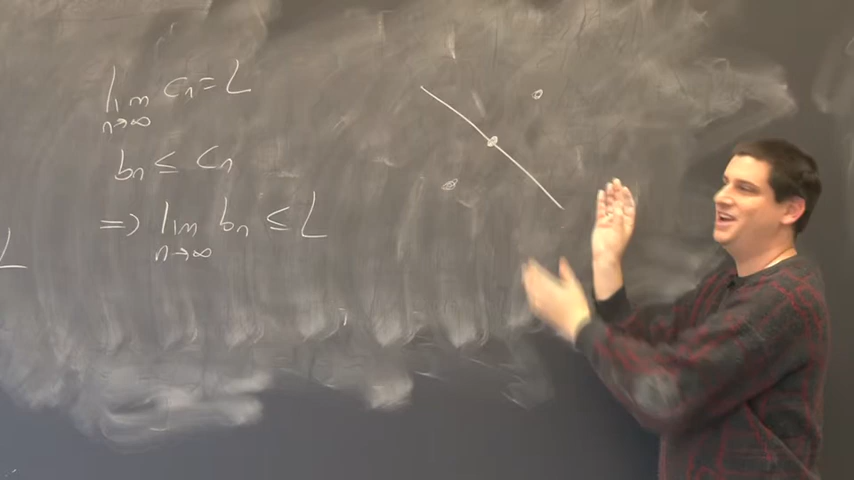 lim cₙ = L
n→∞
bₙ ≤ cₙ
=> lim bₙ ≤ L
n→∞
L